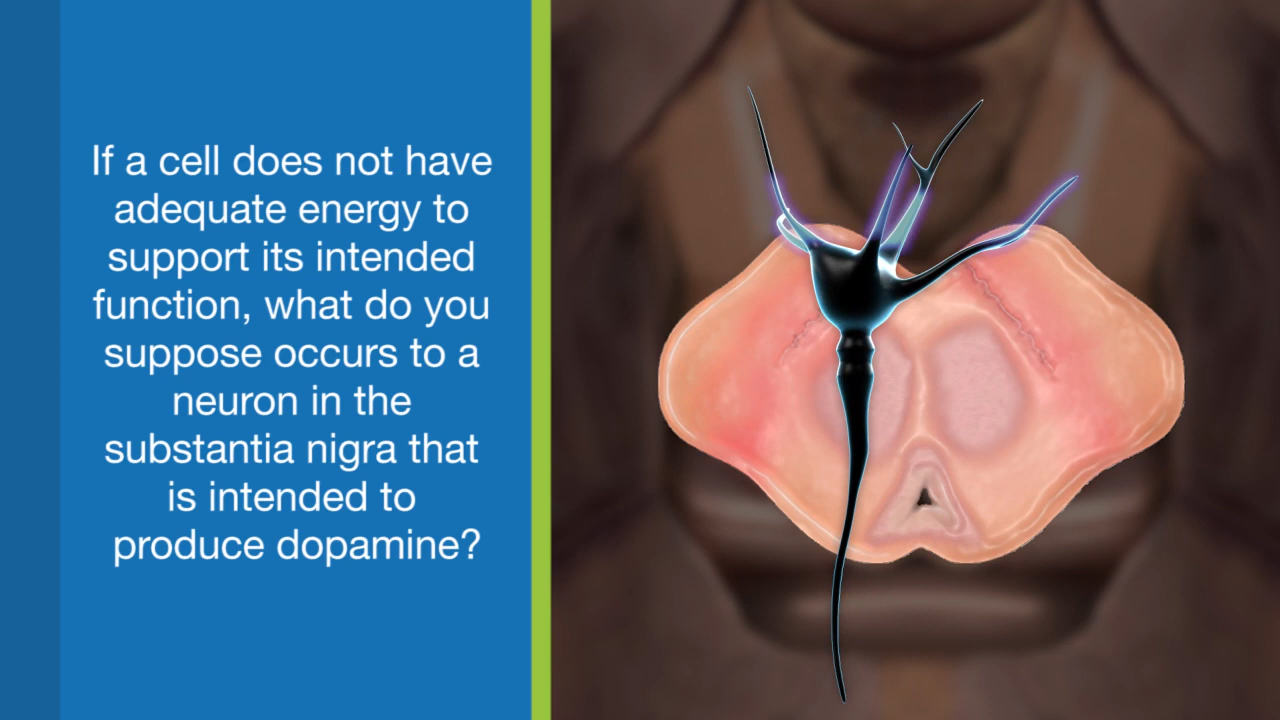 If a cell does not have
adequate energy to
support its intended
function, what do you
suppose occurs to a
neuron in the
substantia nigra that
is intended to
produce dopamine?